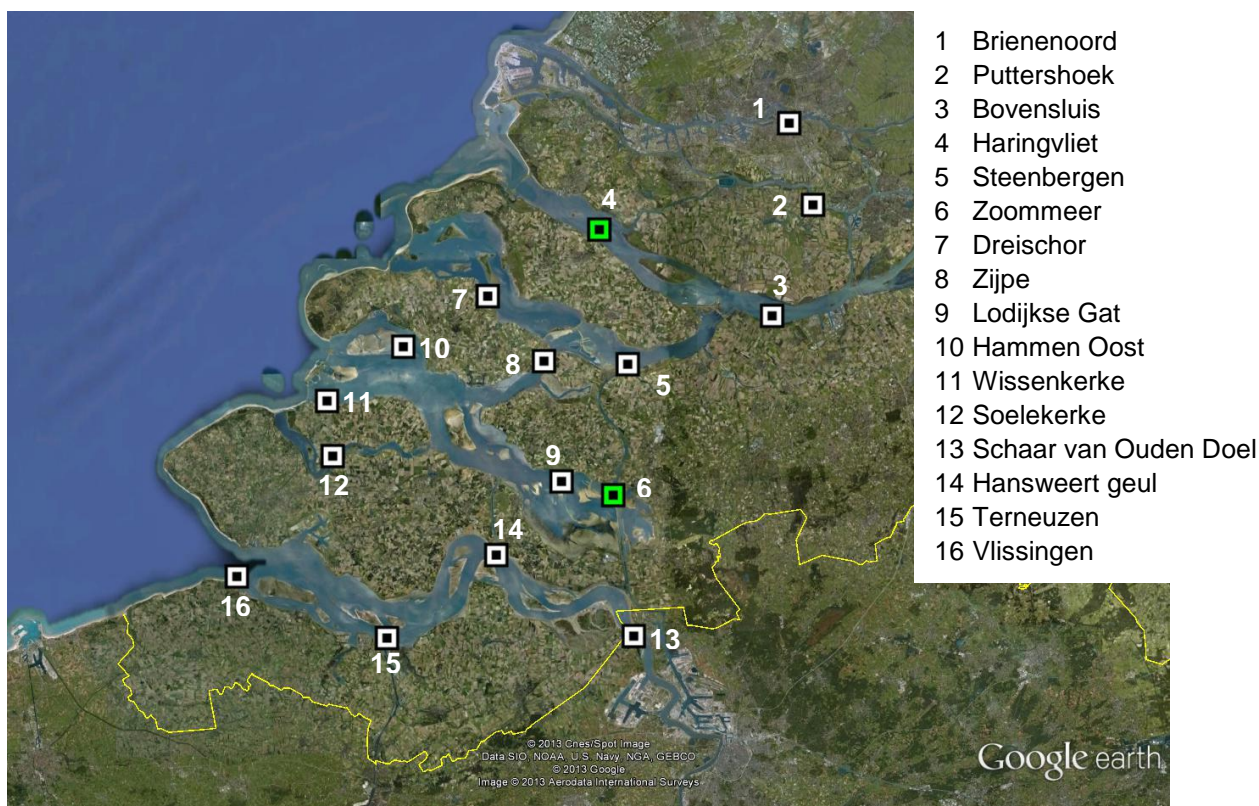 1 Brienenoord
2 Puttershoek
3 Bovensluis
4 Haringvliet
5 Steenbergen
6 Zoommeer
7 Dreischor
8 Zijpe
9 Lodijkse Gat
10 Hammen Oost
11 Wissenkerke
12 Soelekerke
13 Schaar van Ouden Doel
14 Hansweert geul
15 Terneuzen
16 Vlissingen
1
2
4
3
7
10
8
5
11
9
12
6
14
16
13
15
© 2013 Cnes/Spot Image
Data SIO, NOAA, U.S. Navy, NGA, GEBCO
© 2013 Google
Image © 2013 Aerodata International Surveys
Google earth